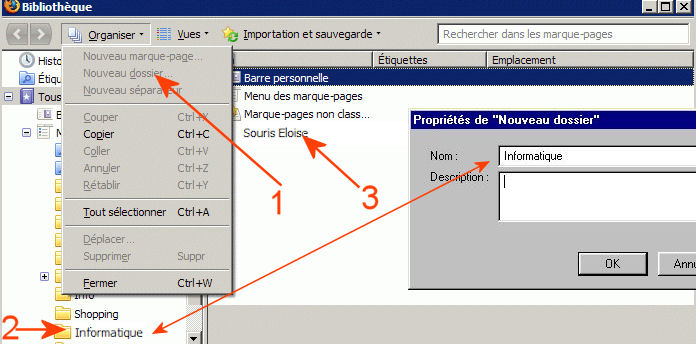 Bibliothèque
Organiser
Vues
Importation et sauvegarde
Rechercher dans les marque-pages
Histo
Étiqu
Tous
B
M
Info
Shopping
2
Informatique
Nouveau marque-page...
Nouveau dossier...
Nouveau séparateur
Couper Ctrl+X
Copier Ctrl+C
Coller Ctrl+V
Annuler Ctrl+Z
Rétablir Ctrl+Y
Tout sélectionner Ctrl+A
Déplacer...
Supprimer Suppr
Fermer Ctrl+W
1
Étiquettes
Emplacement
Barre personnelle
Menu des marque-pages
Marque-pages non class...
Souris Eloise
3
Propriétés de "Nouveau dossier"
Nom : Informatique
Description :
OK
Annu